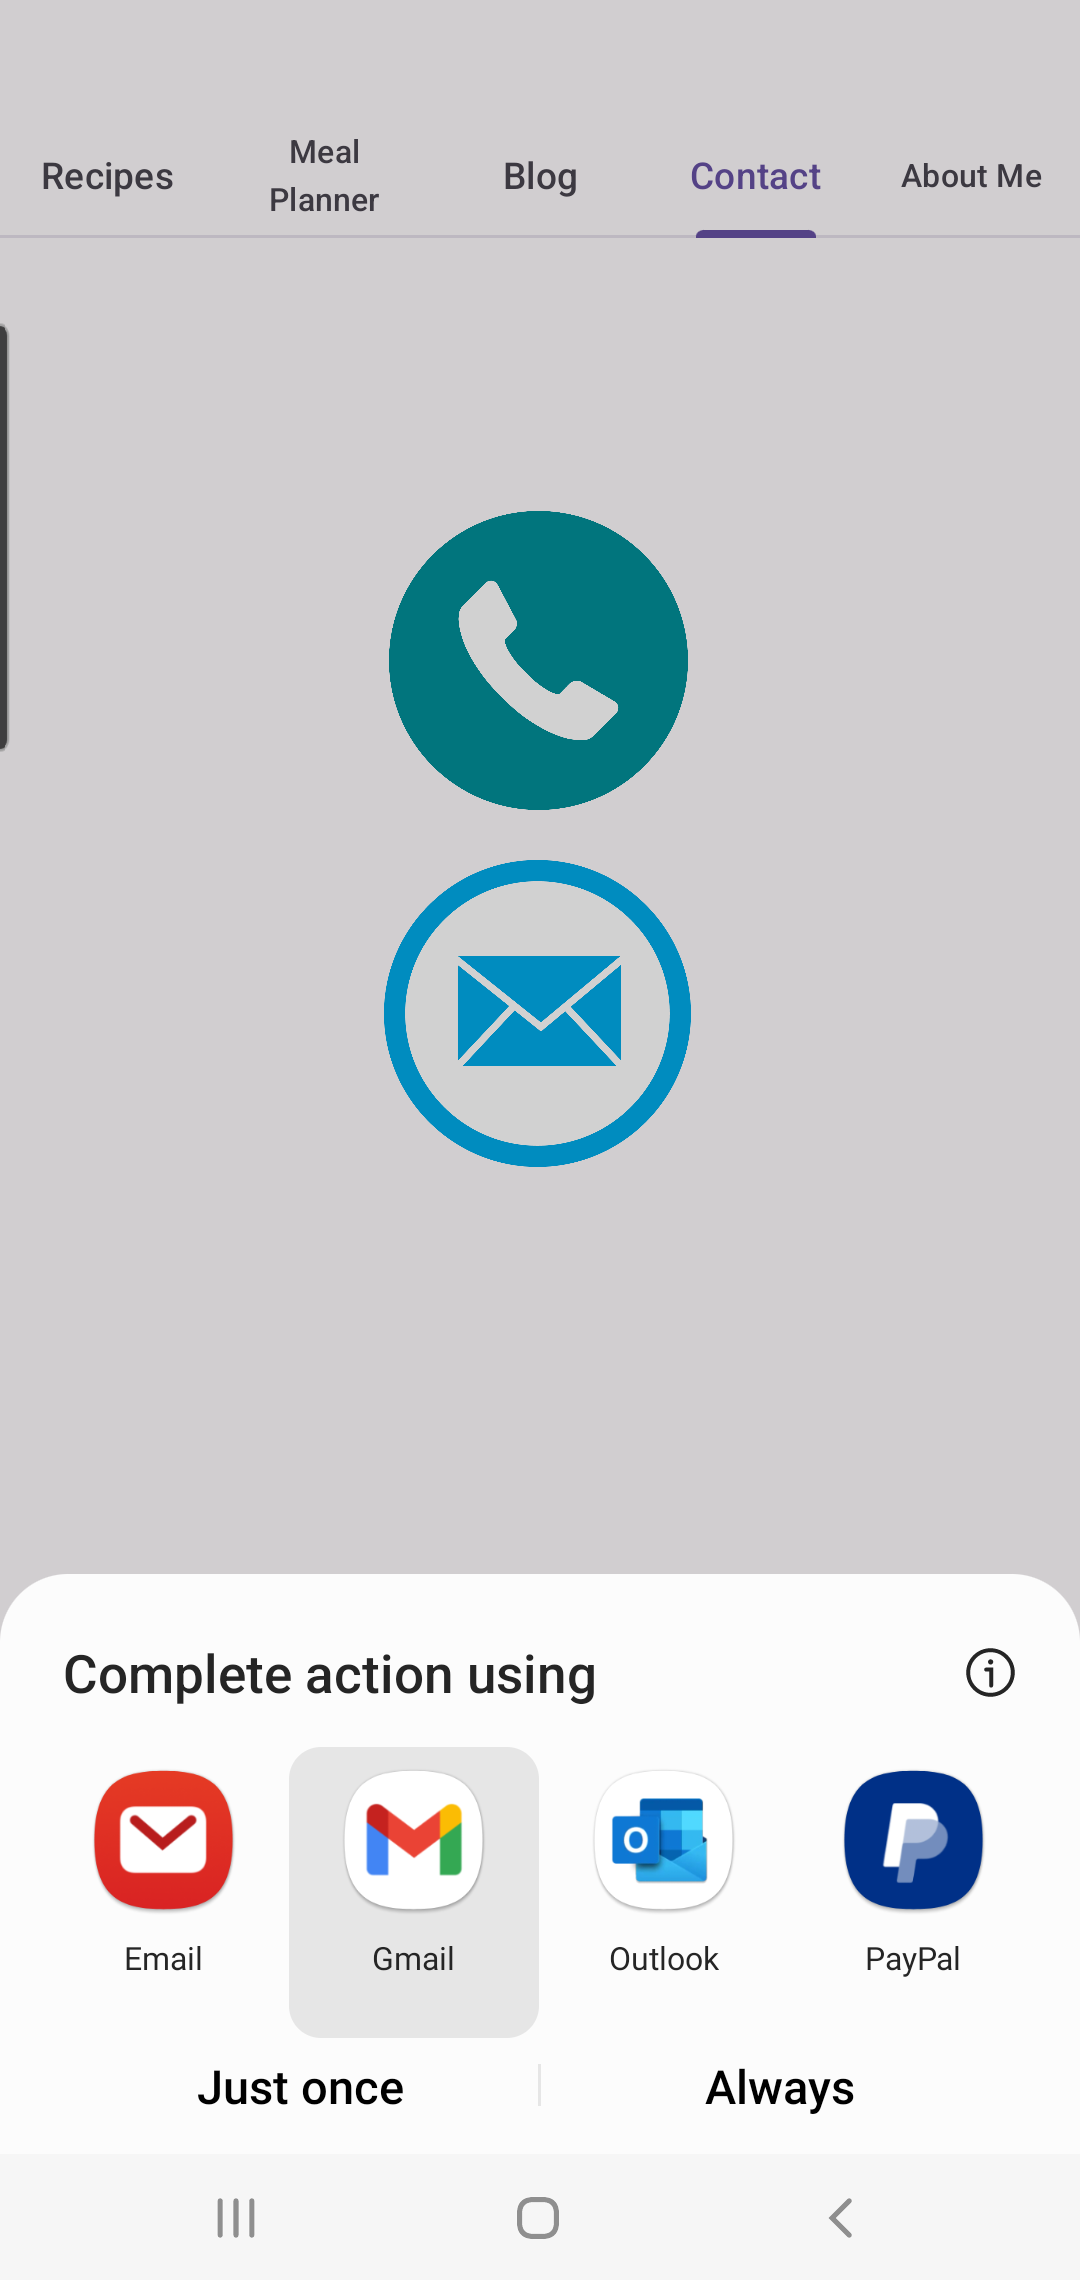 Recipes
Meal
Planner
Blog
Contact
About Me
Complete action using
Email
Gmail
Outlook
PayPal
Just once
Always